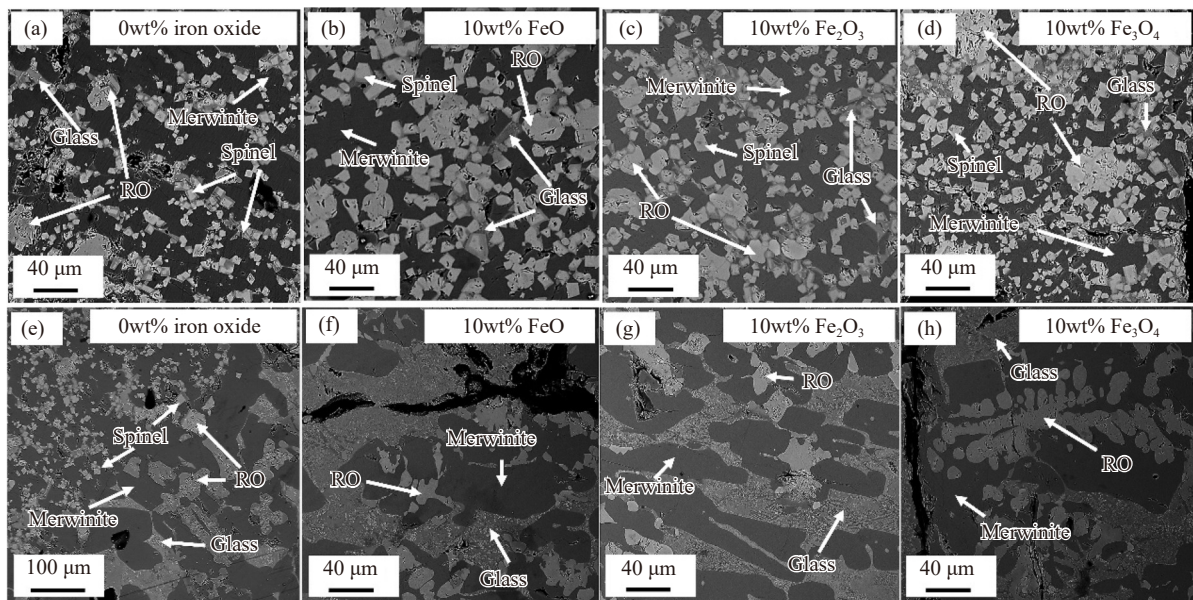 (a)
0wt% iron oxide
Glass
Merwinite
Spinel
RO
40 μm
(b)
10wt% FeO
RO
Spinel
Merwinite
Glass
40 μm
(c)
10wt% Fe₂O₃
Merwinite
Spinel
Glass
RO
40 μm
(d)
10wt% Fe₃O₄
Glass
RO
Spinel
Merwinite
40 μm
(e)
0wt% iron oxide
Spinel
RO
Merwinite
Glass
100 μm
(f)
10wt% FeO
Merwinite
RO
Glass
40 μm
(g)
10wt% Fe₂O₃
RO
Merwinite
Glass
40 μm
(h)
10wt% Fe₃O₄
Glass
RO
Merwinite
40 μm